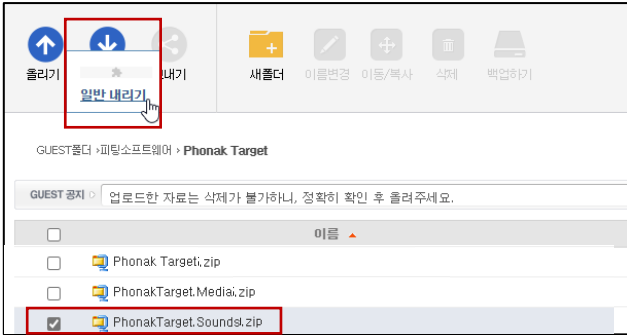 올리기
내기
새폴더
이름변경
이동/복사
삭제
백업하기
일반 내리기
GUEST폴더 › 피팅소프트웨어 › Phonak Target
GUEST 공지
업로드한 자료는 삭제가 불가하니, 정확히 확인 후 올려주세요.
이름
Phonak Target.zip
PhonakTarget.Media.zip
PhonakTarget.Sounds.zip